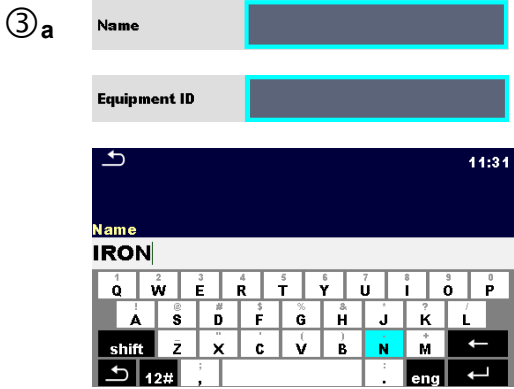 ③a
Name
Equipment ID
11:31
Name
IRON
1 2 3 4 5 6 7 8 9 0
Q W E R T Y U I O P
! @ # $ % & * ? /
A S D F G H J K L
shift Z X C V B N M
12# , . eng